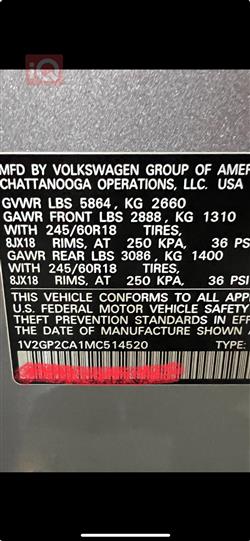 iQ
MFD BY VOLKSWAGEN GROUP OF AMER
CHATTANOOGA OPERATIONS, LLC. USA
GVWR LBS 5864, KG 2660
GAWR FRONT LBS 2888, KG 1310
WITH 245/60R18 TIRES,
8JX18 RIMS, AT 250 KPA, 36 PSI
GAWR REAR LBS 3086, KG 1400
WITH 245/60R18 TIRES,
8JX18 RIMS, AT 250 KPA, 36 PSI
THIS VEHICLE CONFORMS TO ALL APP
U.S. FEDERAL MOTOR VEHICLE SAFETY
THEFT PREVENTION STANDARDS IN EFF
THE DATE OF MANUFACTURE SHOWN A
1V2GP2CA1MC514520 TYPE: